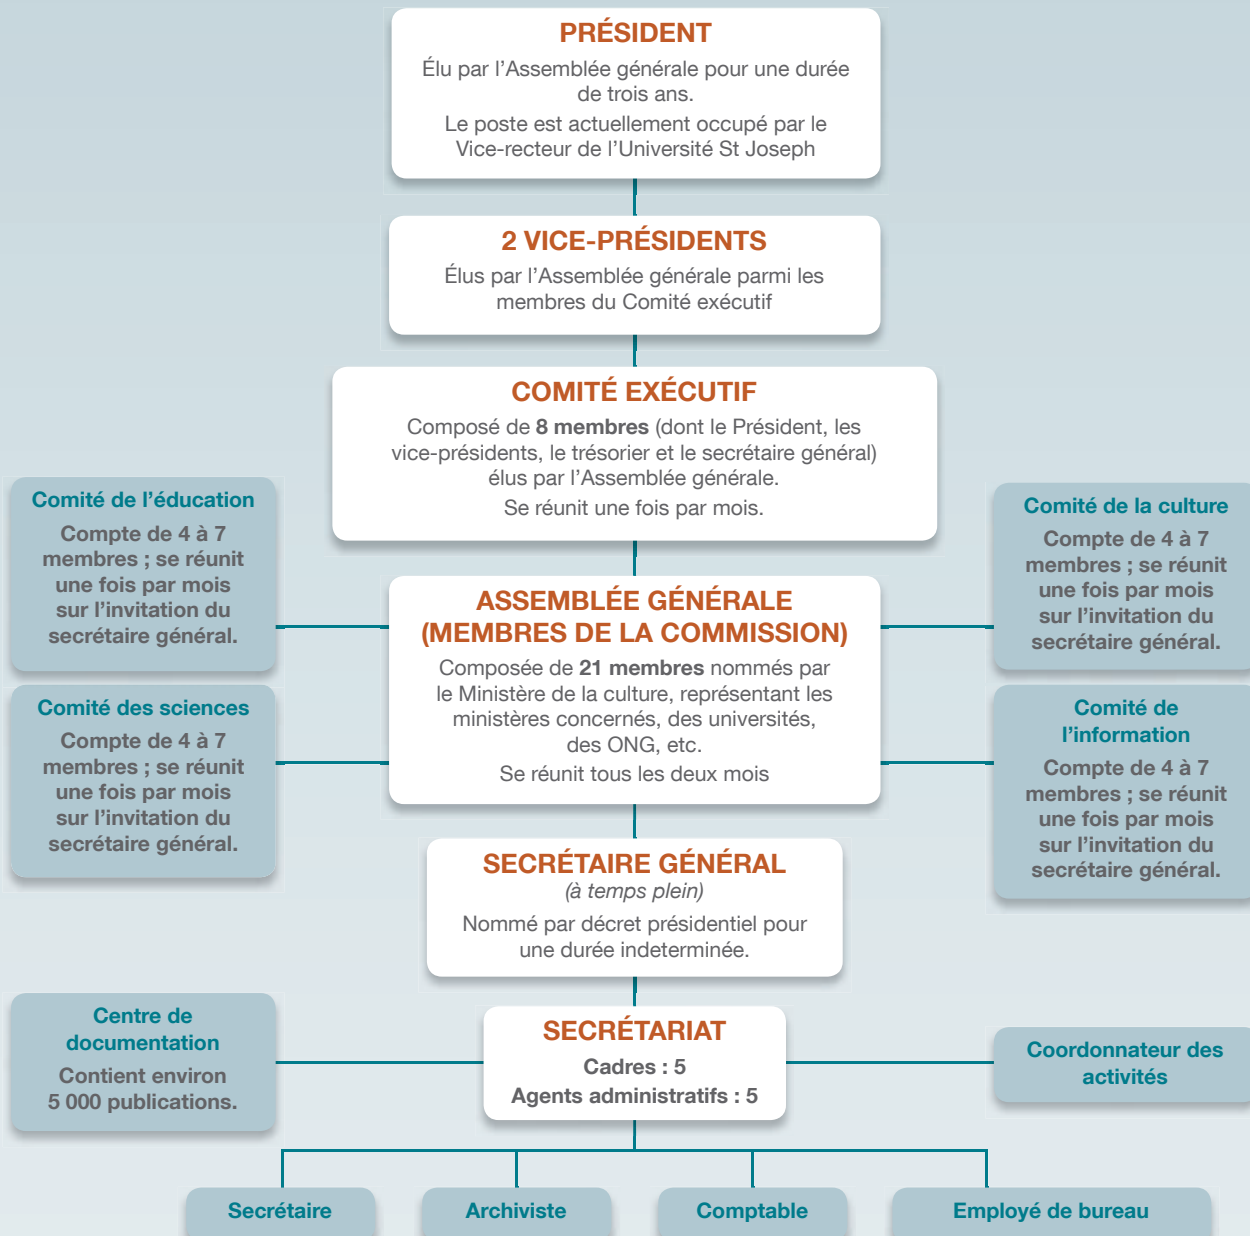 PRÉSIDENT
Élu par l'Assemblée générale pour une durée
de trois ans.
Le poste est actuellement occupé par le
Vice-recteur de l'Université St Joseph
2 VICE-PRÉSIDENTS
Élus par l'Assemblée générale parmi les
membres du Comité exécutif
COMITÉ EXÉCUTIF
Composé de 8 membres (dont le Président, les
vice-présidents, le trésorier et le secrétaire général)
élus par l'Assemblée générale.
Se réunit une fois par mois.
Comité de l'éducation
Compte de 4 à 7
membres ; se réunit
une fois par mois
sur l'invitation du
secrétaire général.
Comité de la culture
Compte de 4 à 7
membres ; se réunit
une fois par mois
sur l'invitation du
secrétaire général.
ASSEMBLÉE GÉNÉRALE
(MEMBRES DE LA COMMISSION)
Composée de 21 membres nommés par
le Ministère de la culture, représentant les
ministères concernés, des universités,
des ONG, etc.
Se réunit tous les deux mois
Comité des sciences
Compte de 4 à 7
membres ; se réunit
une fois par mois
sur l'invitation du
secrétaire général.
Comité de
l'information
Compte de 4 à 7
membres ; se réunit
une fois par mois
sur l'invitation du
secrétaire général.
SECRÉTAIRE GÉNÉRAL
(à temps plein)
Nommé par décret présidentiel pour
une durée indeterminée.
Centre de
documentation
Contient environ
5 000 publications.
SECRÉTARIAT
Cadres : 5
Agents administratifs : 5
Coordonnateur des
activités
Secrétaire
Archiviste
Comptable
Employé de bureau